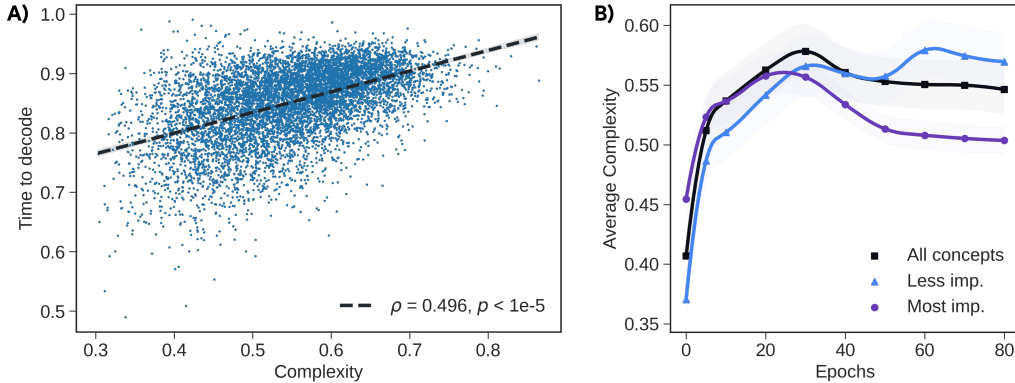 A)
Time to decode
1.0
0.9
0.8
0.7
0.6
0.5
ρ = 0.496, p < 1e-5
0.3 0.4 0.5 0.6 0.7 0.8
Complexity
B)
Average Complexity
0.60
0.55
0.50
0.45
0.40
0.35
All concepts
Less imp.
Most imp.
0 20 40 60 80
Epochs